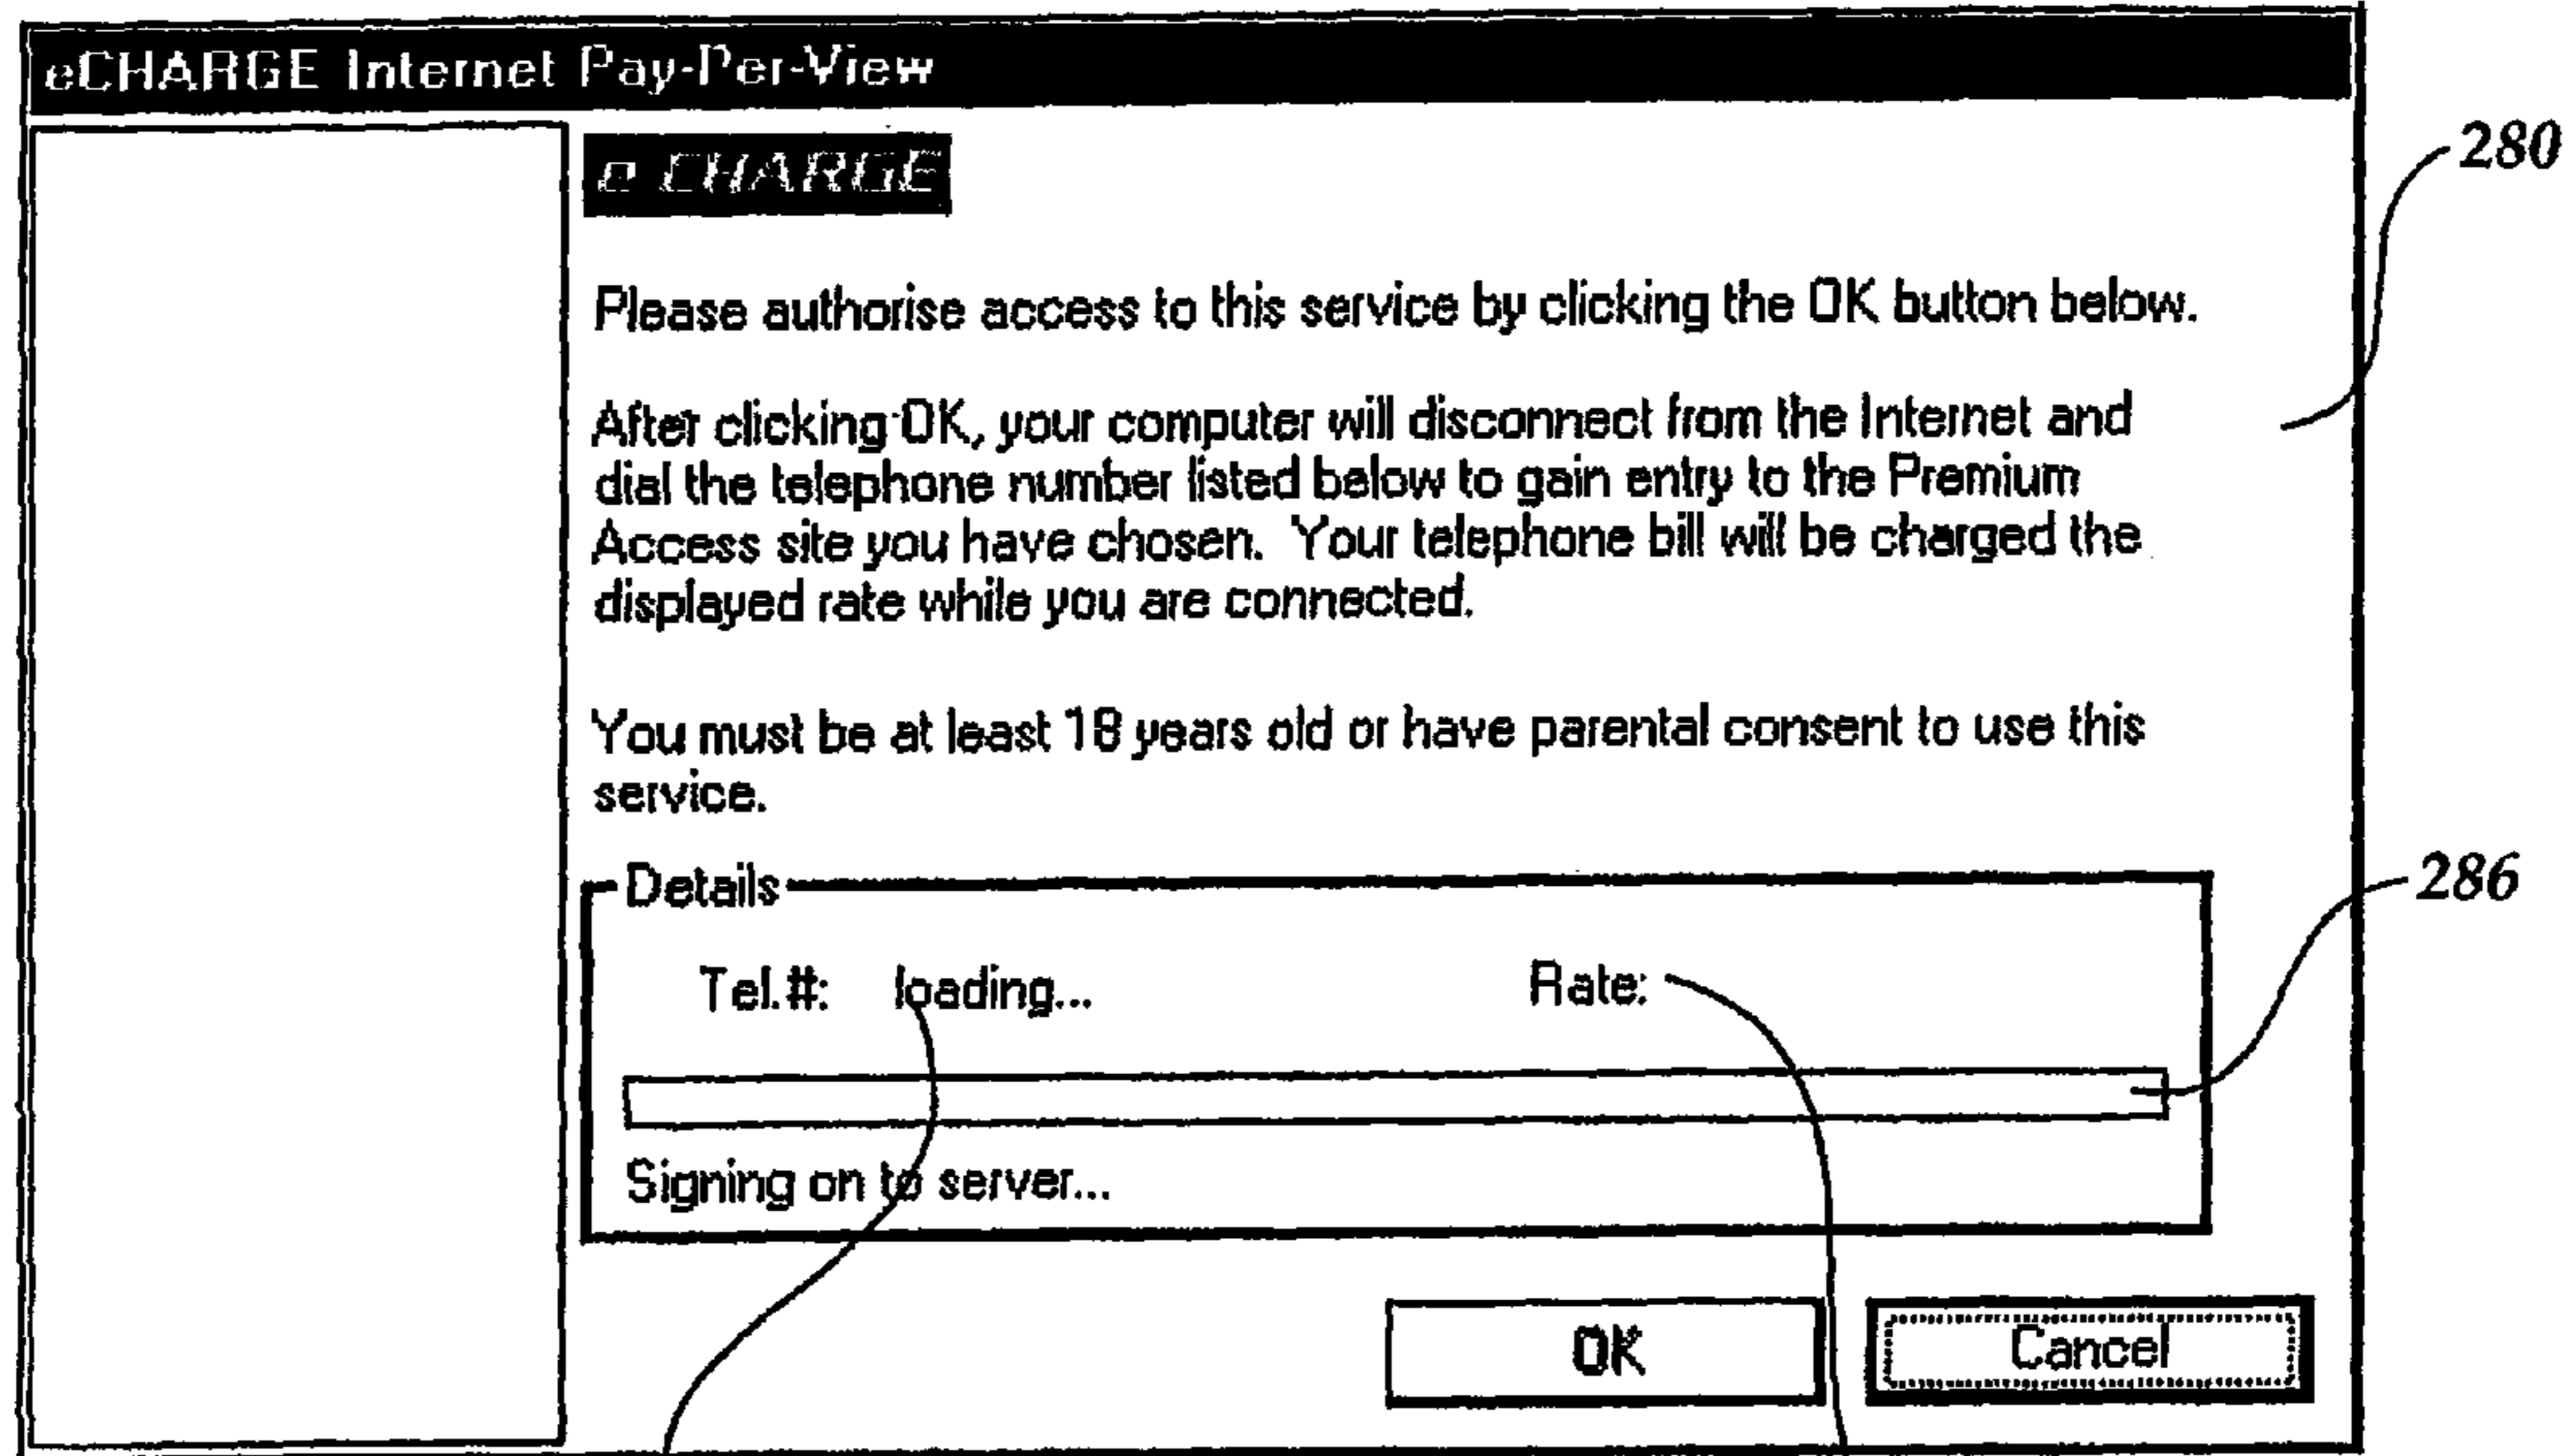 eCHARGE Internet Pay-Per-View
e CHARGE
280
Please authorise access to this service by clicking the OK button below.
After clicking OK, your computer will disconnect from the Internet and
dial the telephone number listed below to gain entry to the Premium
Access site you have chosen. Your telephone bill will be charged the
displayed rate while you are connected.
You must be at least 18 years old or have parental consent to use this
service.
Details
286
Tel.#: loading... Rate:
Signing on to server...
OK Cancel